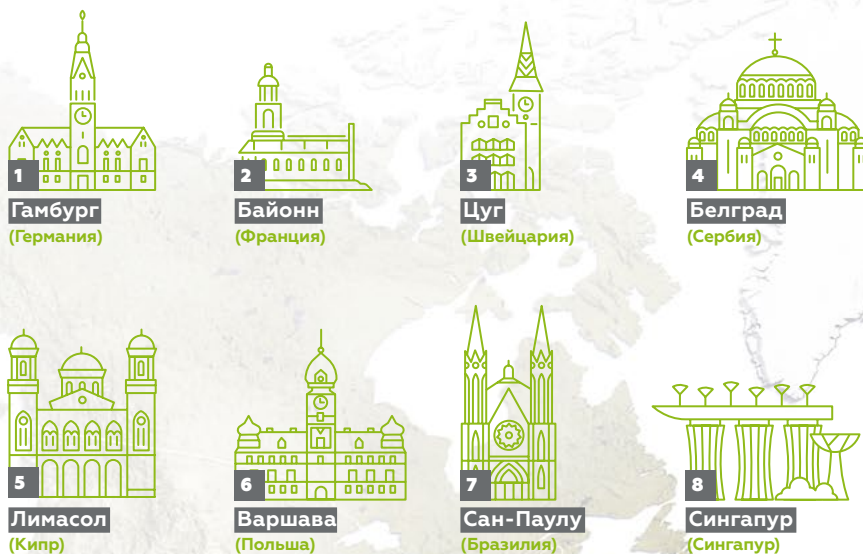 1
Гамбург
(Германия)
2
Байонн
(Франция)
3
Цуг
(Швейцария)
4
Белград
(Сербия)
5
Лимасол
(Кипр)
6
Варшава
(Польша)
7
Сан-Паулу
(Бразилия)
8
Сингапур
(Сингапур)